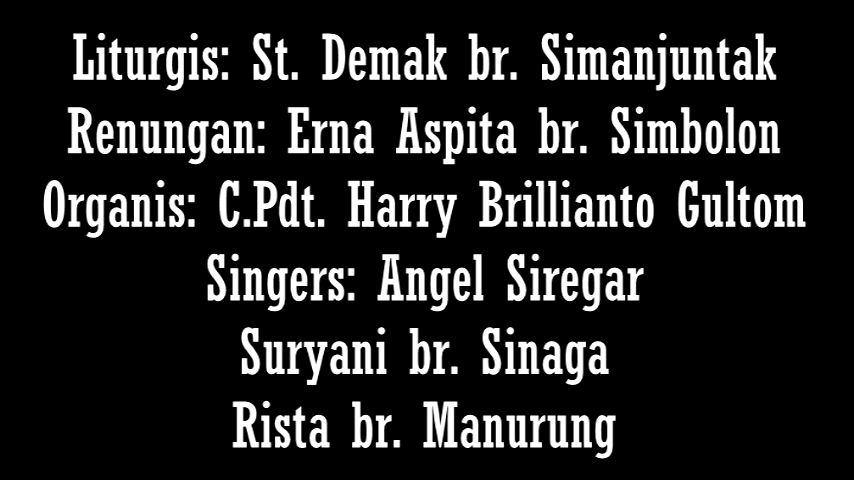 Liturgis: St. Demak br. Simanjuntak
Renungan: Erna Aspita br. Simbolon
Organis: C.Pdt. Harry Brillianto Gultom
Singers: Angel Siregar
Suryani br. Sinaga
Rista br. Manurung